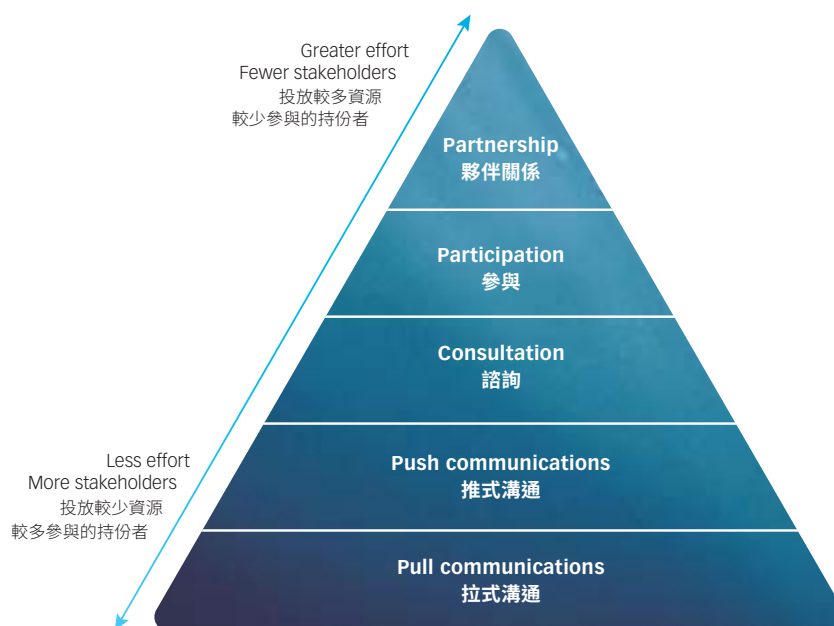 Greater effort
Fewer stakeholders
投放較多資源
較少參與的持份者
Partnership
夥伴關係
Participation
參與
Consultation
諮詢
Less effort
More stakeholders
投放較少資源
較多參與的持份者
Push communications
推式溝通
Pull communications
拉式溝通